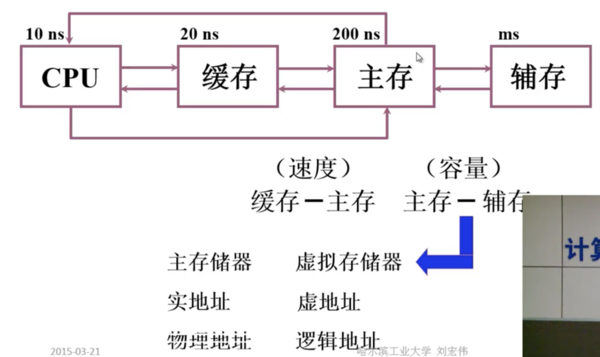 10 ns 20 ns 200 ns ms
CPU 缓存 主存 辅存
（速度） （容量）
缓存－主存 主存－辅存
主存储器 虚拟存储器
实地址 虚地址
物理地址 逻辑地址
2015-03-21 哈尔滨工业大学 刘宏伟
计算